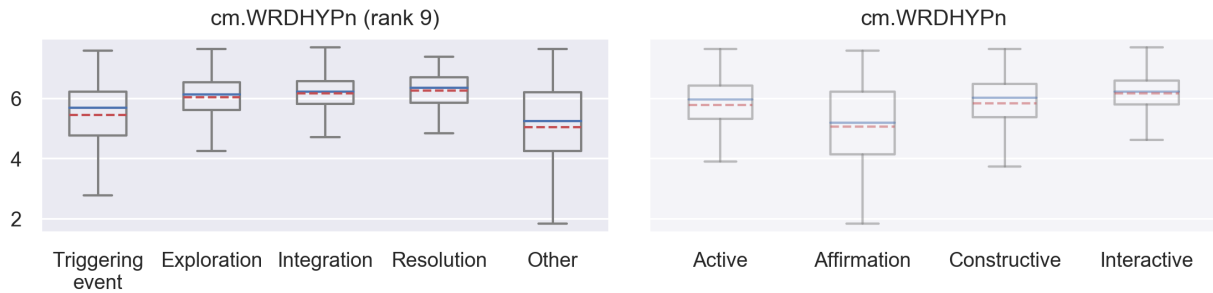 cm.WRDHYPn (rank 9)
cm.WRDHYPn
6
4
2
Triggering
event
Exploration
Integration
Resolution
Other
Active
Affirmation
Constructive
Interactive